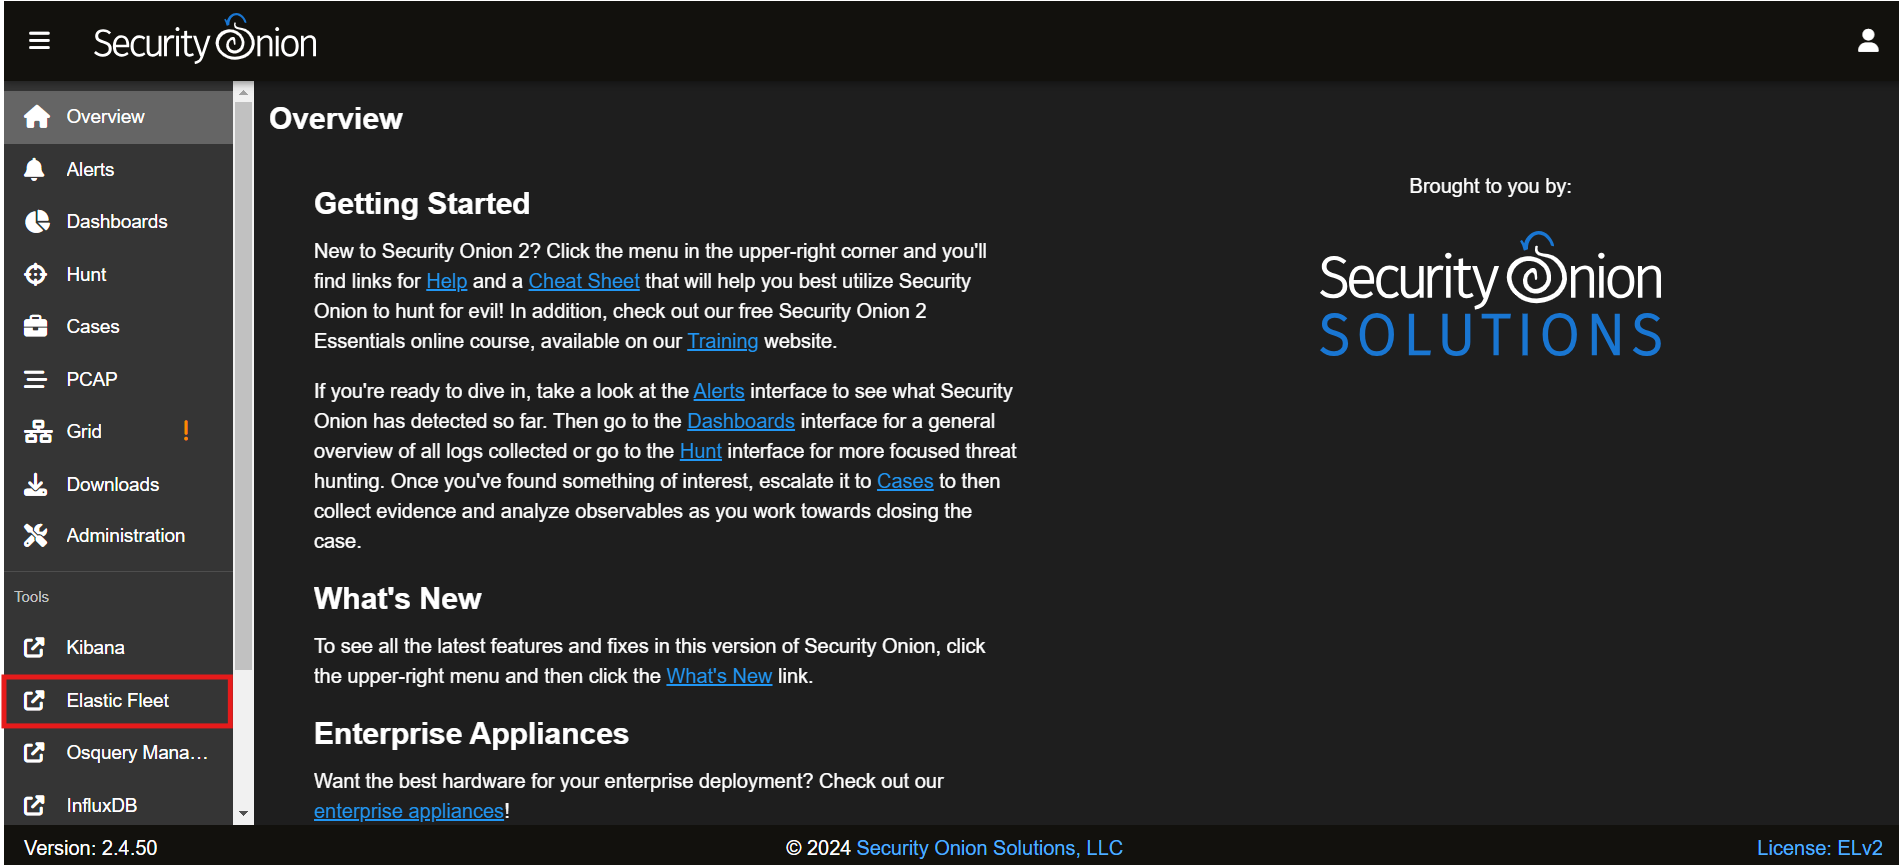 Security Onion
Overview
Alerts
Dashboards
Hunt
Cases
PCAP
Grid
Downloads
Administration
Tools
Kibana
Elastic Fleet
Osquery Mana...
InfluxDB
Overview
Getting Started
New to Security Onion 2? Click the menu in the upper-right corner and you'll
find links for Help and a Cheat Sheet that will help you best utilize Security
Onion to hunt for evil! In addition, check out our free Security Onion 2
Essentials online course, available on our Training website.
If you're ready to dive in, take a look at the Alerts interface to see what Security
Onion has detected so far. Then go to the Dashboards interface for a general
overview of all logs collected or go to the Hunt interface for more focused threat
hunting. Once you've found something of interest, escalate it to Cases to then
collect evidence and analyze observables as you work towards closing the
case.
What's New
To see all the latest features and fixes in this version of Security Onion, click
the upper-right menu and then click the What's New link.
Enterprise Appliances
Want the best hardware for your enterprise deployment? Check out our
enterprise appliances!
Brought to you by:
Security Onion
SOLUTIONS
Version: 2.4.50
© 2024 Security Onion Solutions, LLC
License: ELv2